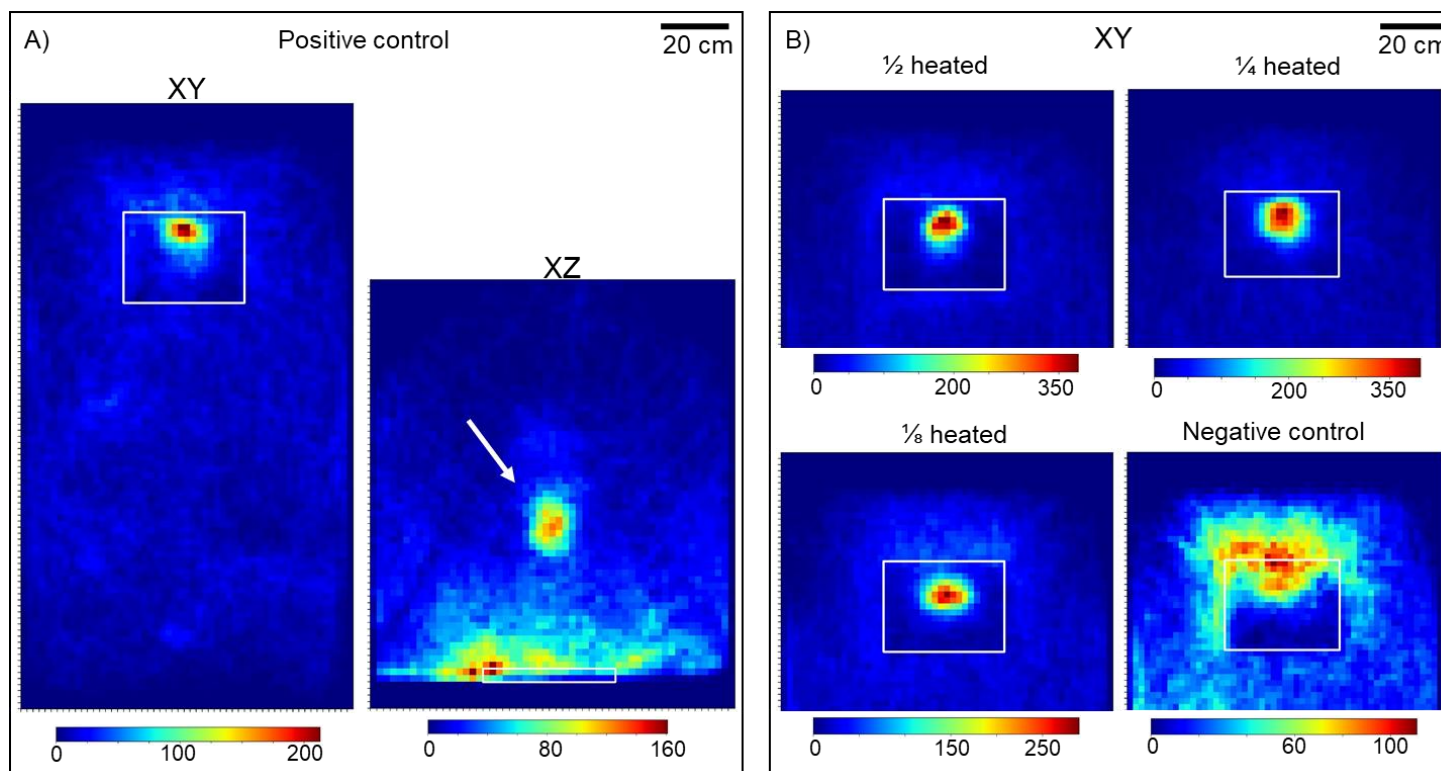 A)
Positive control
20 cm
XY
XZ
0 100 200
0 80 160
B)
XY
20 cm
½ heated
¼ heated
0 200 350
0 200 350
⅛ heated
Negative control
0 150 250
0 60 100